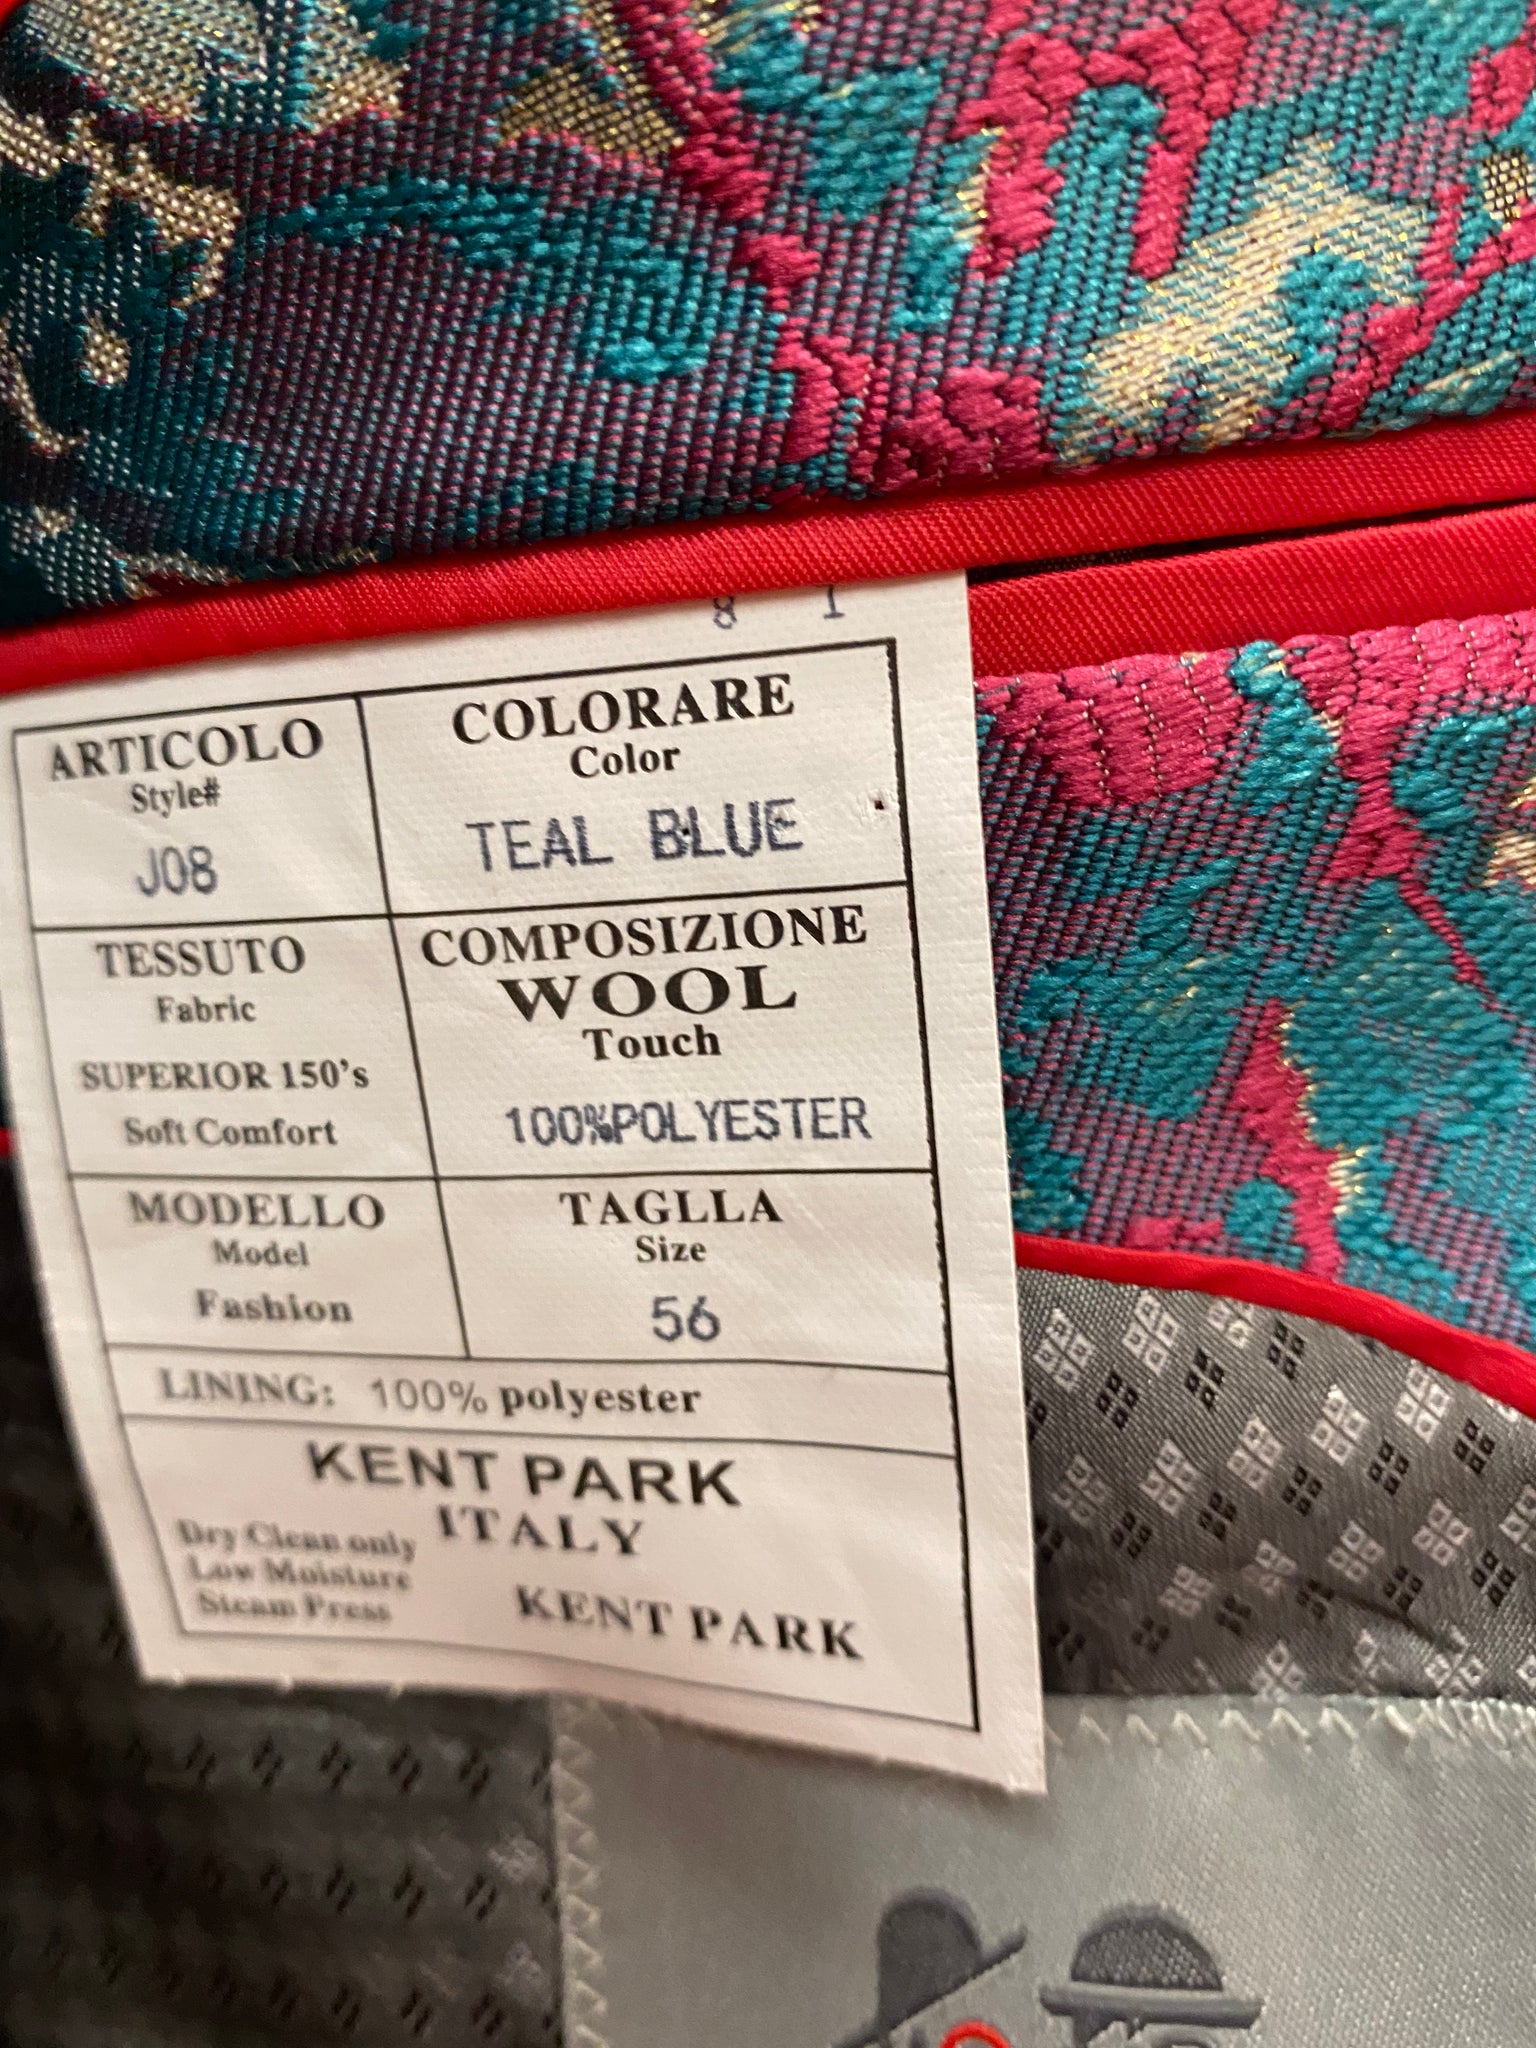 8 1
ARTICOLO
Style#
J08
COLORARE
Color
TEAL BLUE
TESSUTO
Fabric
SUPERIOR 150's
Soft Comfort
COMPOSIZIONE
WOOL
Touch
100%POLYESTER
MODELLO
Model
Fashion
TAGLLA
Size
56
LINING: 100% polyester
KENT PARK
ITALY
Dry Clean only
Low Moisture
Steam Press
KENT PARK